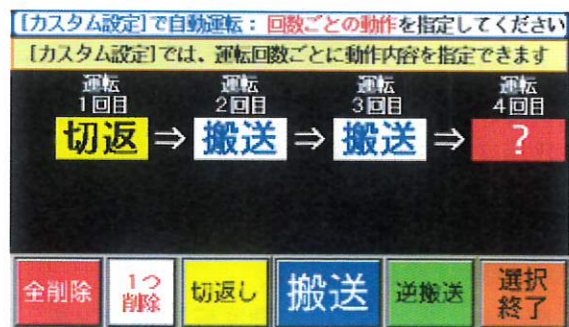 [カスタム設定]で自動運転：回数ごとの動作を指定してください
[カスタム設定]では、運転回数ごとに動作内容を指定できます
運転 運転 運転 運転
1回目 2回目 3回目 4回目
切返 ⇒ 搬送 ⇒ 搬送 ⇒ ?
全削除 1つ削除 切返し 搬送 逆搬送 選択終了